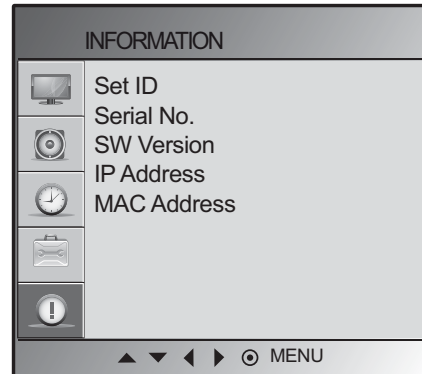 INFORMATION
Set ID
Serial No.
SW Version
IP Address
MAC Address
MENU